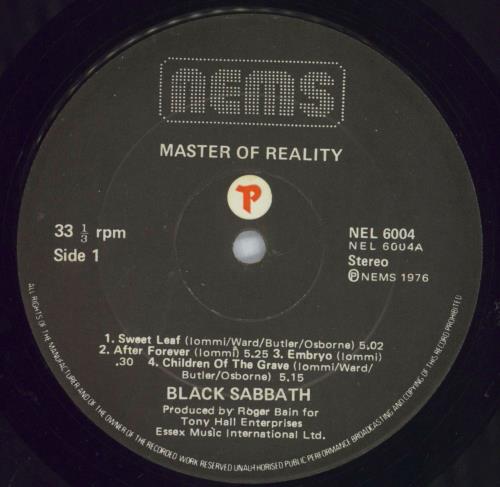 nems
MASTER OF REALITY
P
33 1/3 rpm
Side 1
NEL 6004
NEL 6004A
Stereo
Ⓟ NEMS 1976
1. Sweet Leaf (Iommi/Ward/Butler/Osborne) 5.02
2. After Forever (Iommi) 5.25 3. Embryo (Iommi)
.30 4. Children Of The Grave (Iommi/Ward/
Butler/Osborne) 5.15
BLACK SABBATH
Produced by Roger Bain for
Tony Hall Enterprises
Essex Music International Ltd.
ALL RIGHTS OF THE MANUFACTURER AND OF THE OWNER OF THE RECORDED WORK RESERVED UNAUTHORISED PUBLIC PERFORMANCE BROADCASTING AND COPYING OF THIS RECORD PROHIBITED